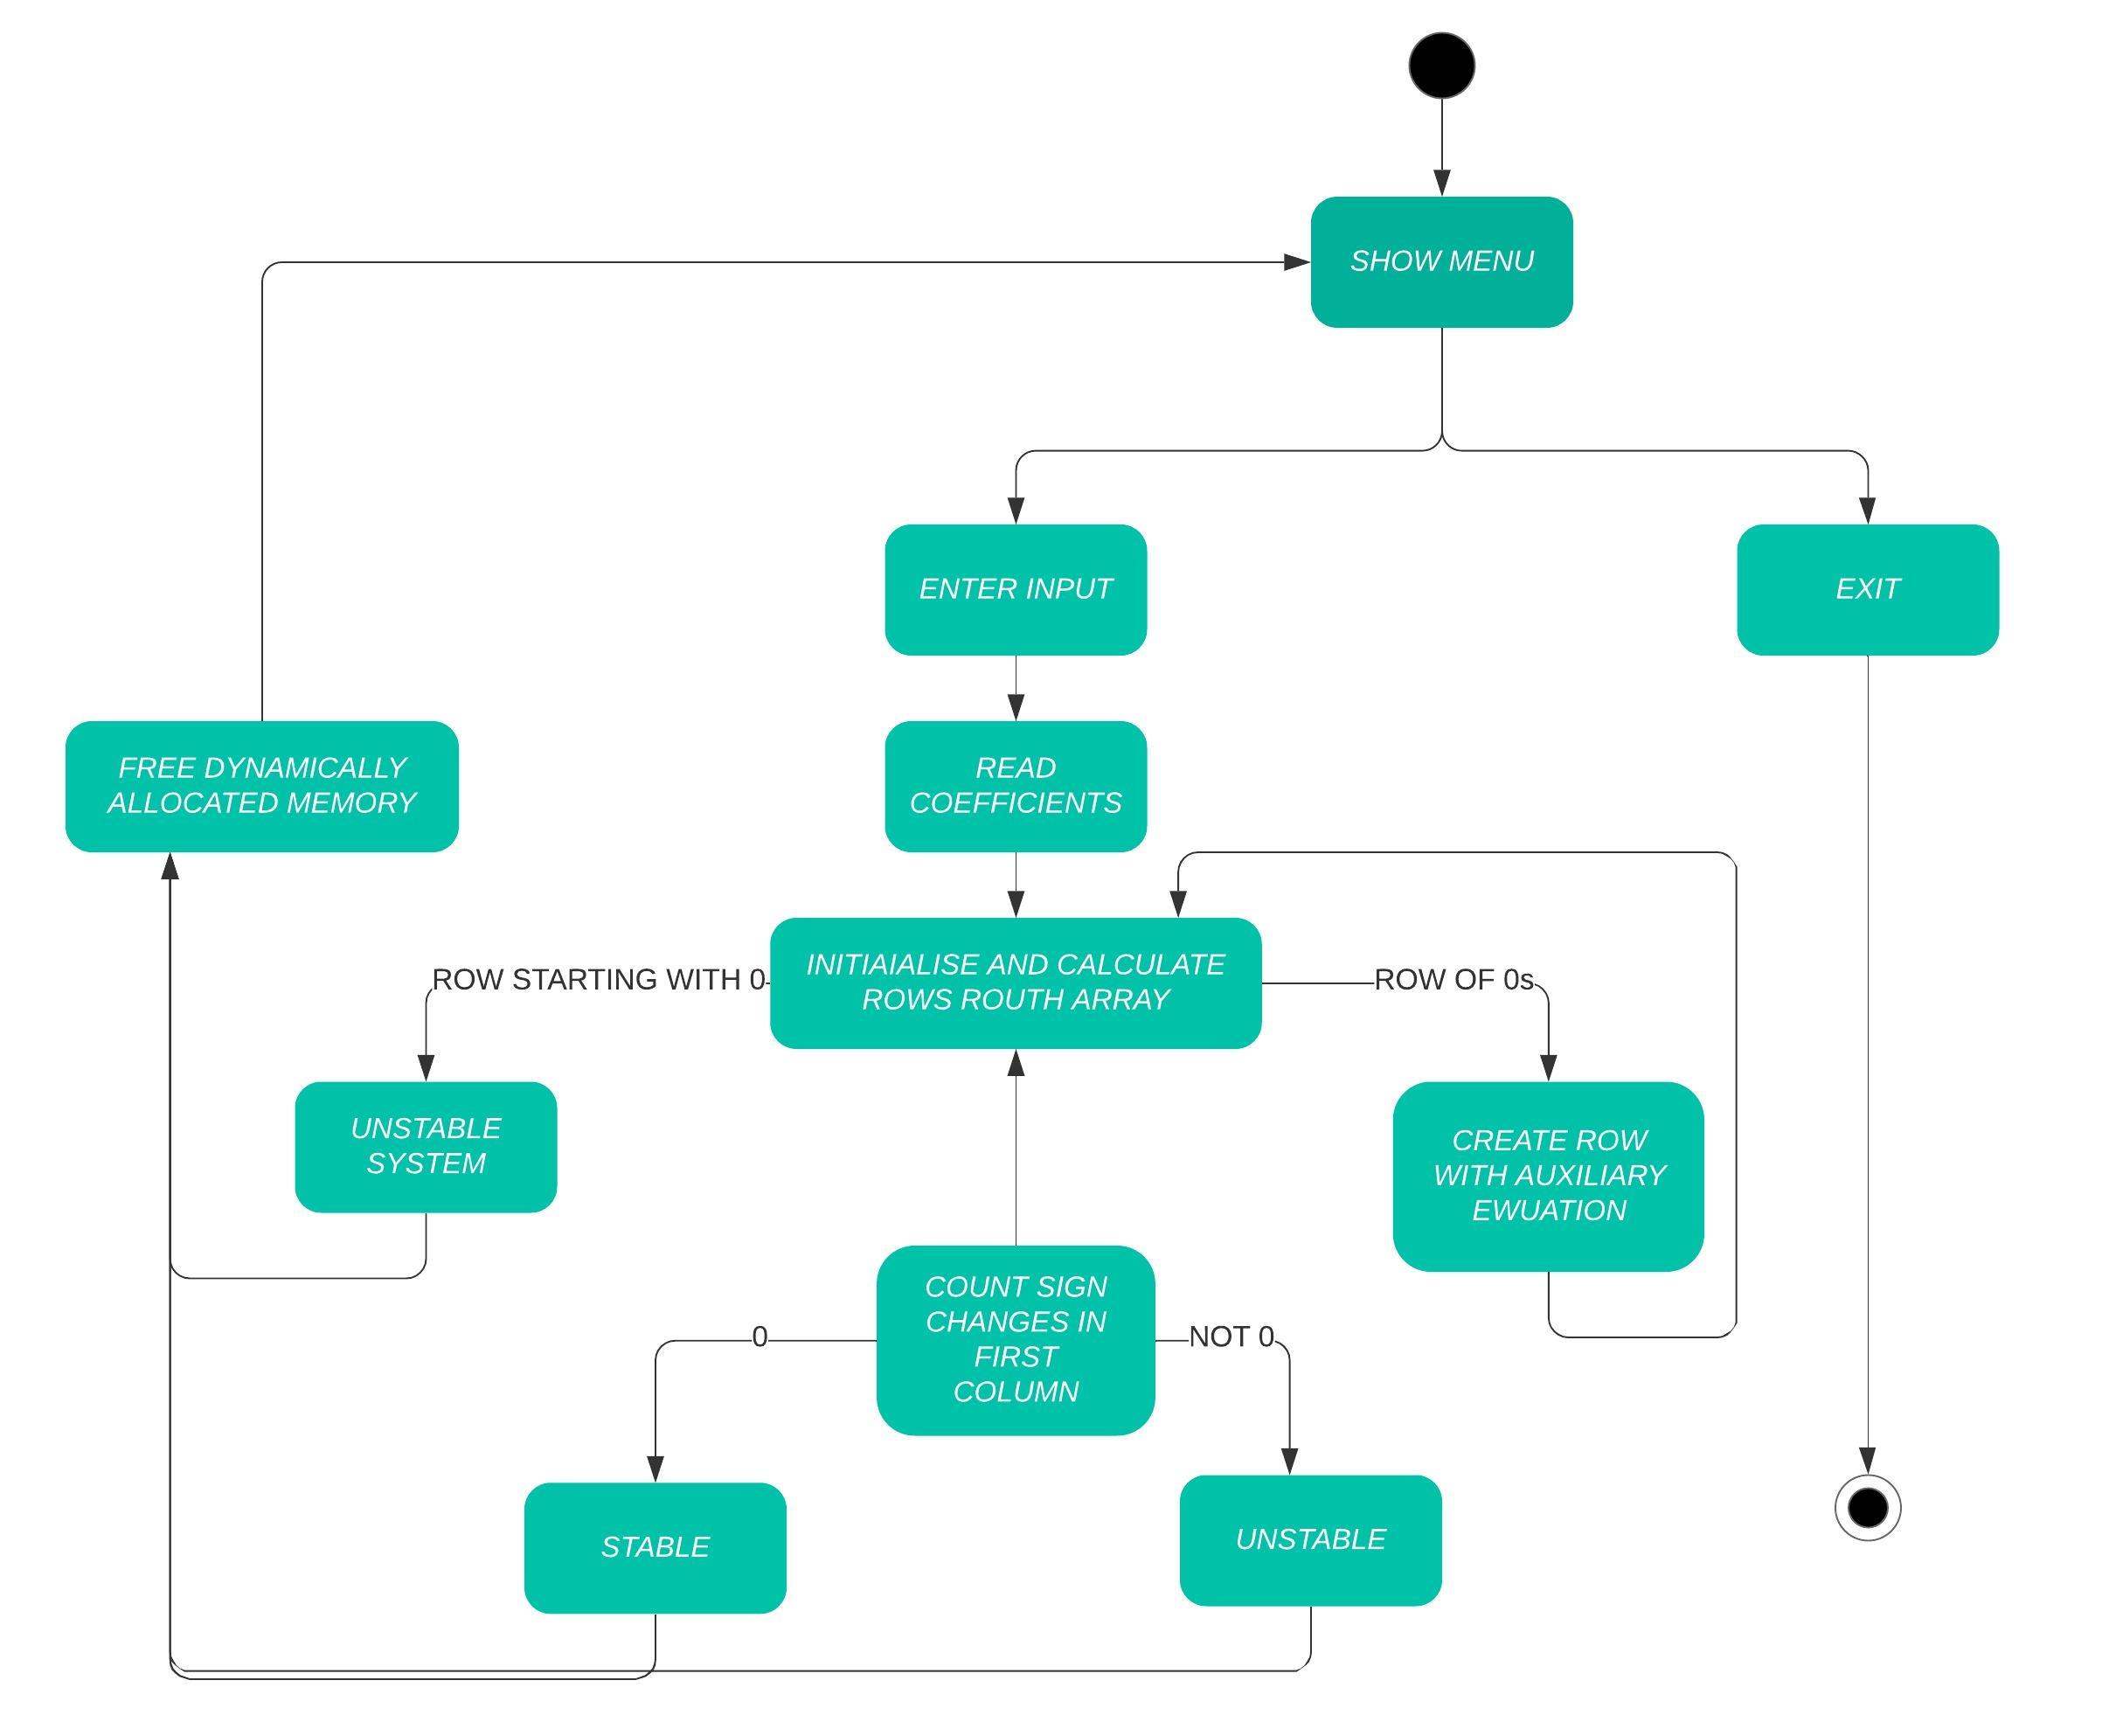 SHOW MENU
ENTER INPUT
EXIT
FREE DYNAMICALLY
ALLOCATED MEMORY
READ
COEFFICIENTS
ROW STARTING WITH 0
INITIAIALISE AND CALCULATE
ROWS ROUTH ARRAY
ROW OF 0s
UNSTABLE
SYSTEM
CREATE ROW
WITH AUXILIARY
EWUATION
COUNT SIGN
CHANGES IN
FIRST
COLUMN
0
NOT 0
STABLE
UNSTABLE